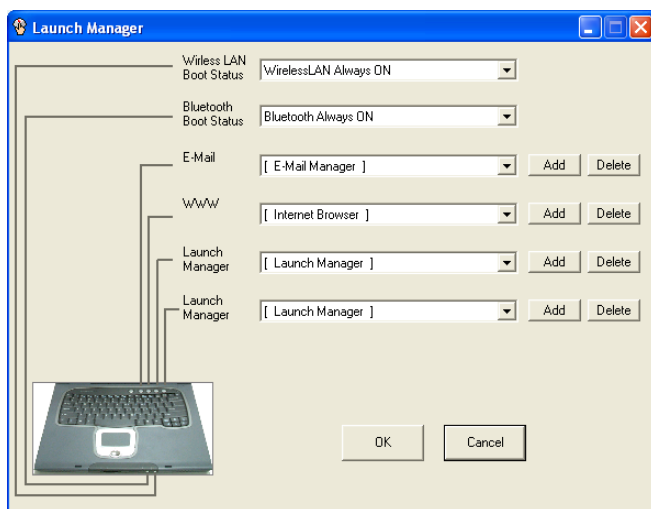 Launch Manager
Wirless LAN
Boot Status
WirelessLAN Always ON
Bluetooth
Boot Status
Bluetooth Always ON
E-Mail
[ E-Mail Manager ]
Add
Delete
WWW
[ Internet Browser ]
Add
Delete
Launch
Manager
[ Launch Manager ]
Add
Delete
Launch
Manager
[ Launch Manager ]
Add
Delete
OK
Cancel